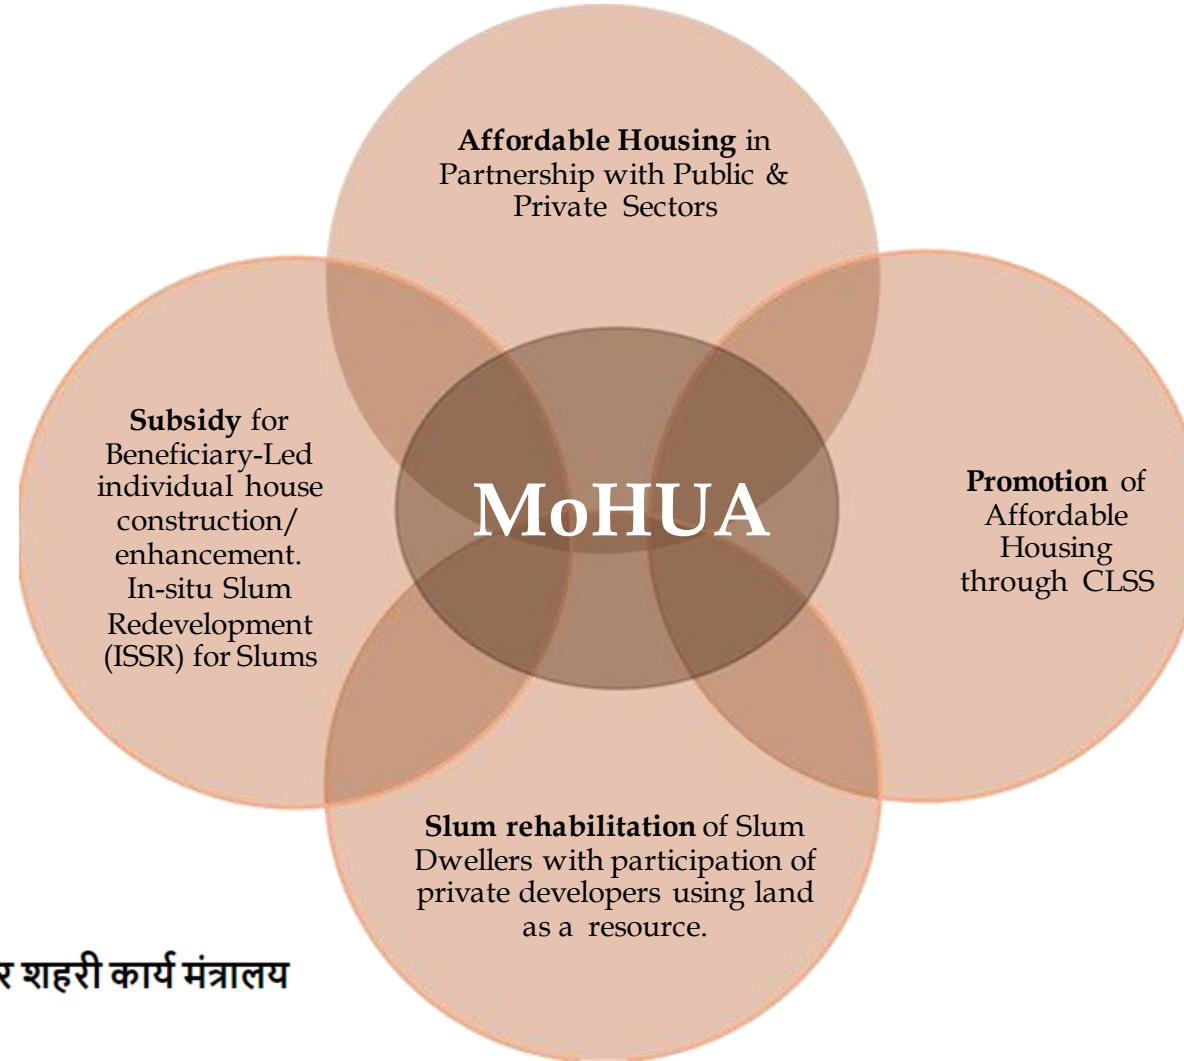 Affordable Housing in
Partnership with Public &
Private Sectors
Subsidy for
Beneficiary-Led
individual house
construction/
enhancement.
In-situ Slum
Redevelopment
(ISSR) for Slums
MoHUA
Promotion of
Affordable
Housing
through CLSS
Slum rehabilitation of Slum
Dwellers with participation of
private developers using land
as a resource.
शहरी कार्य मंत्रालय